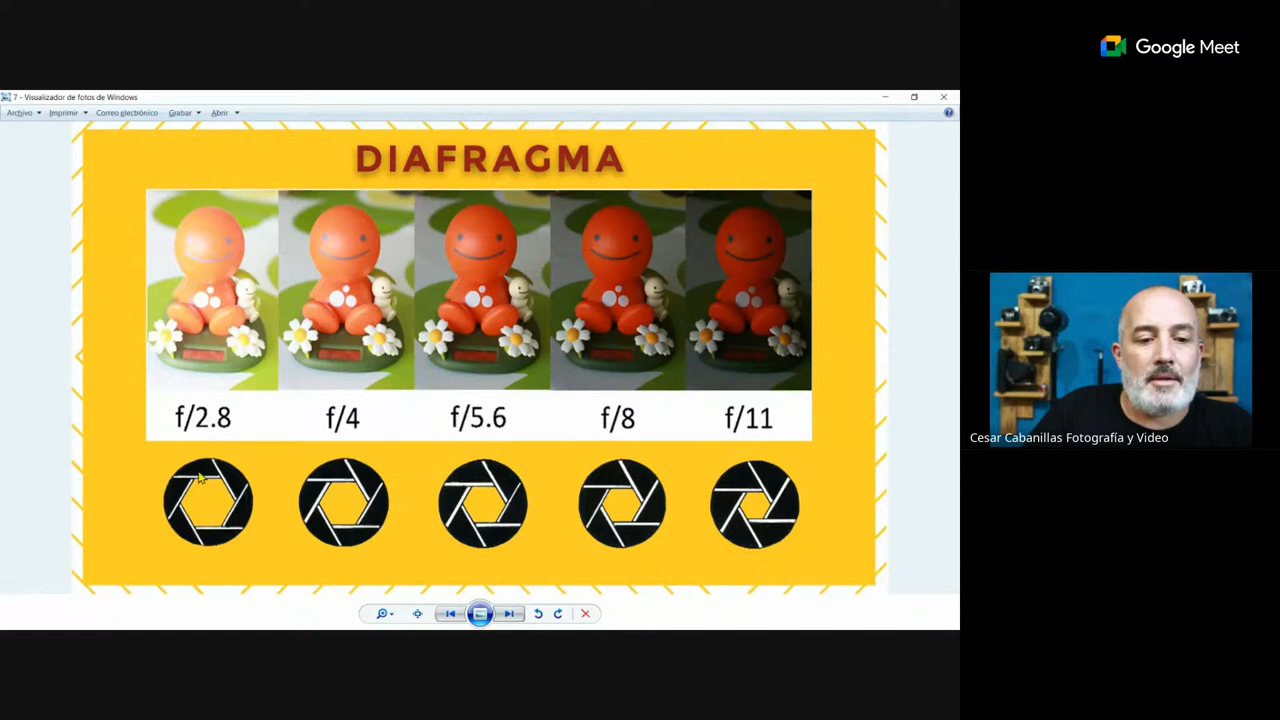 Google Meet
7 - Visualizador de fotos de Windows
Archivo Imprimir Correo electrónico Grabar Abrir
DIAFRAGMA
f/2.8 f/4 f/5.6 f/8 f/11
Cesar Cabanillas Fotografía y Video